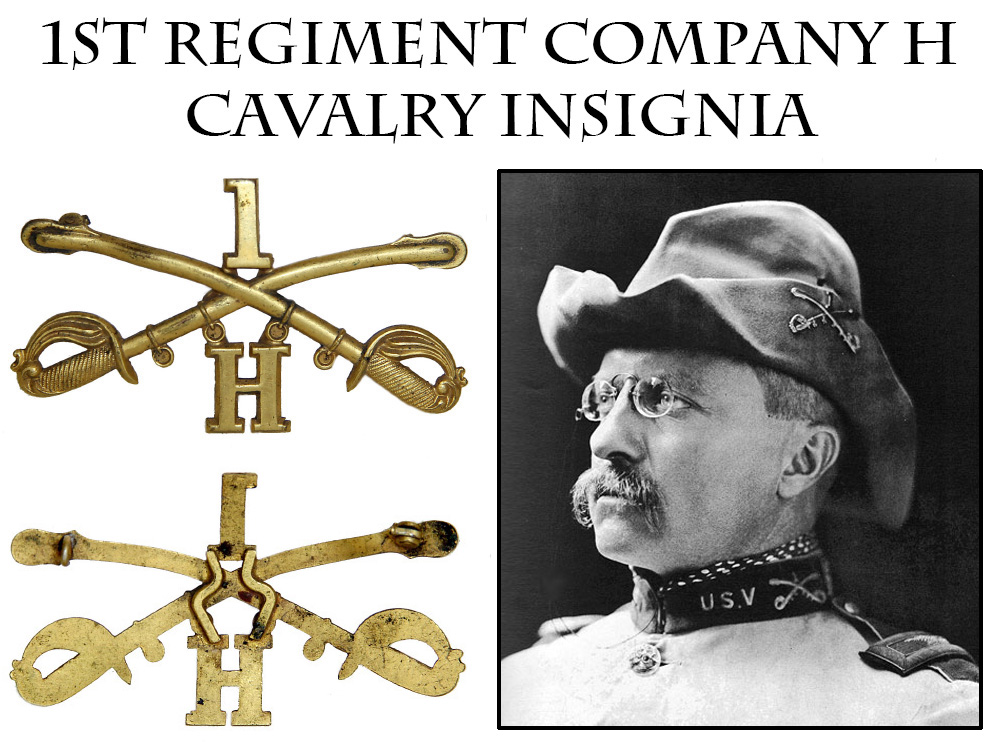 1ST REGIMENT COMPANY H
CAVALRY INSIGNIA
1
H
U.S.V
1
H